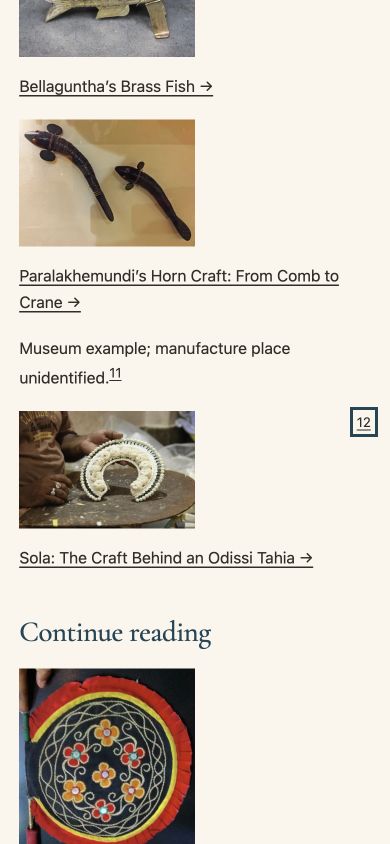 Bellaguntha’s Brass Fish →
Paralakhemundi’s Horn Craft: From Comb to
Crane →
Museum example; manufacture place
unidentified.11
12
Sola: The Craft Behind an Odissi Tahia →
Continue reading